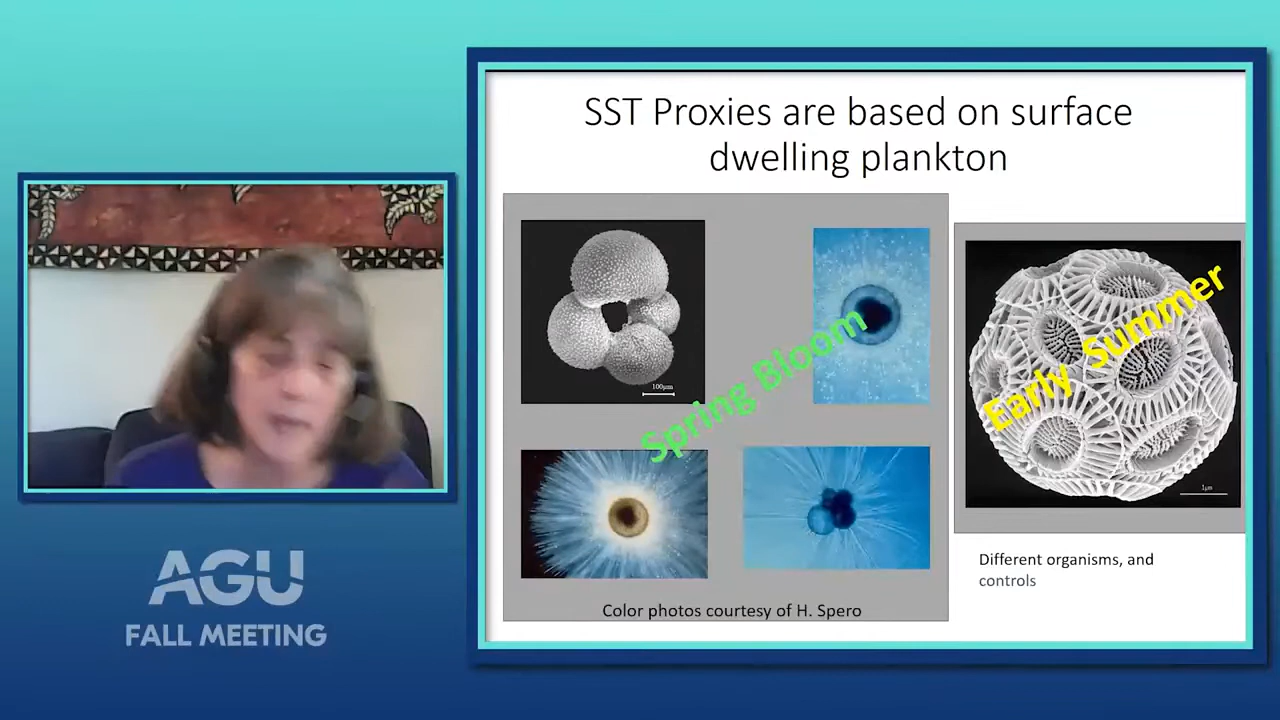 SST Proxies are based on surface
dwelling plankton
100µm
Spring Bloom
Early Summer
1µm
Different organisms, and
controls
Color photos courtesy of H. Spero
AGU
FALL MEETING